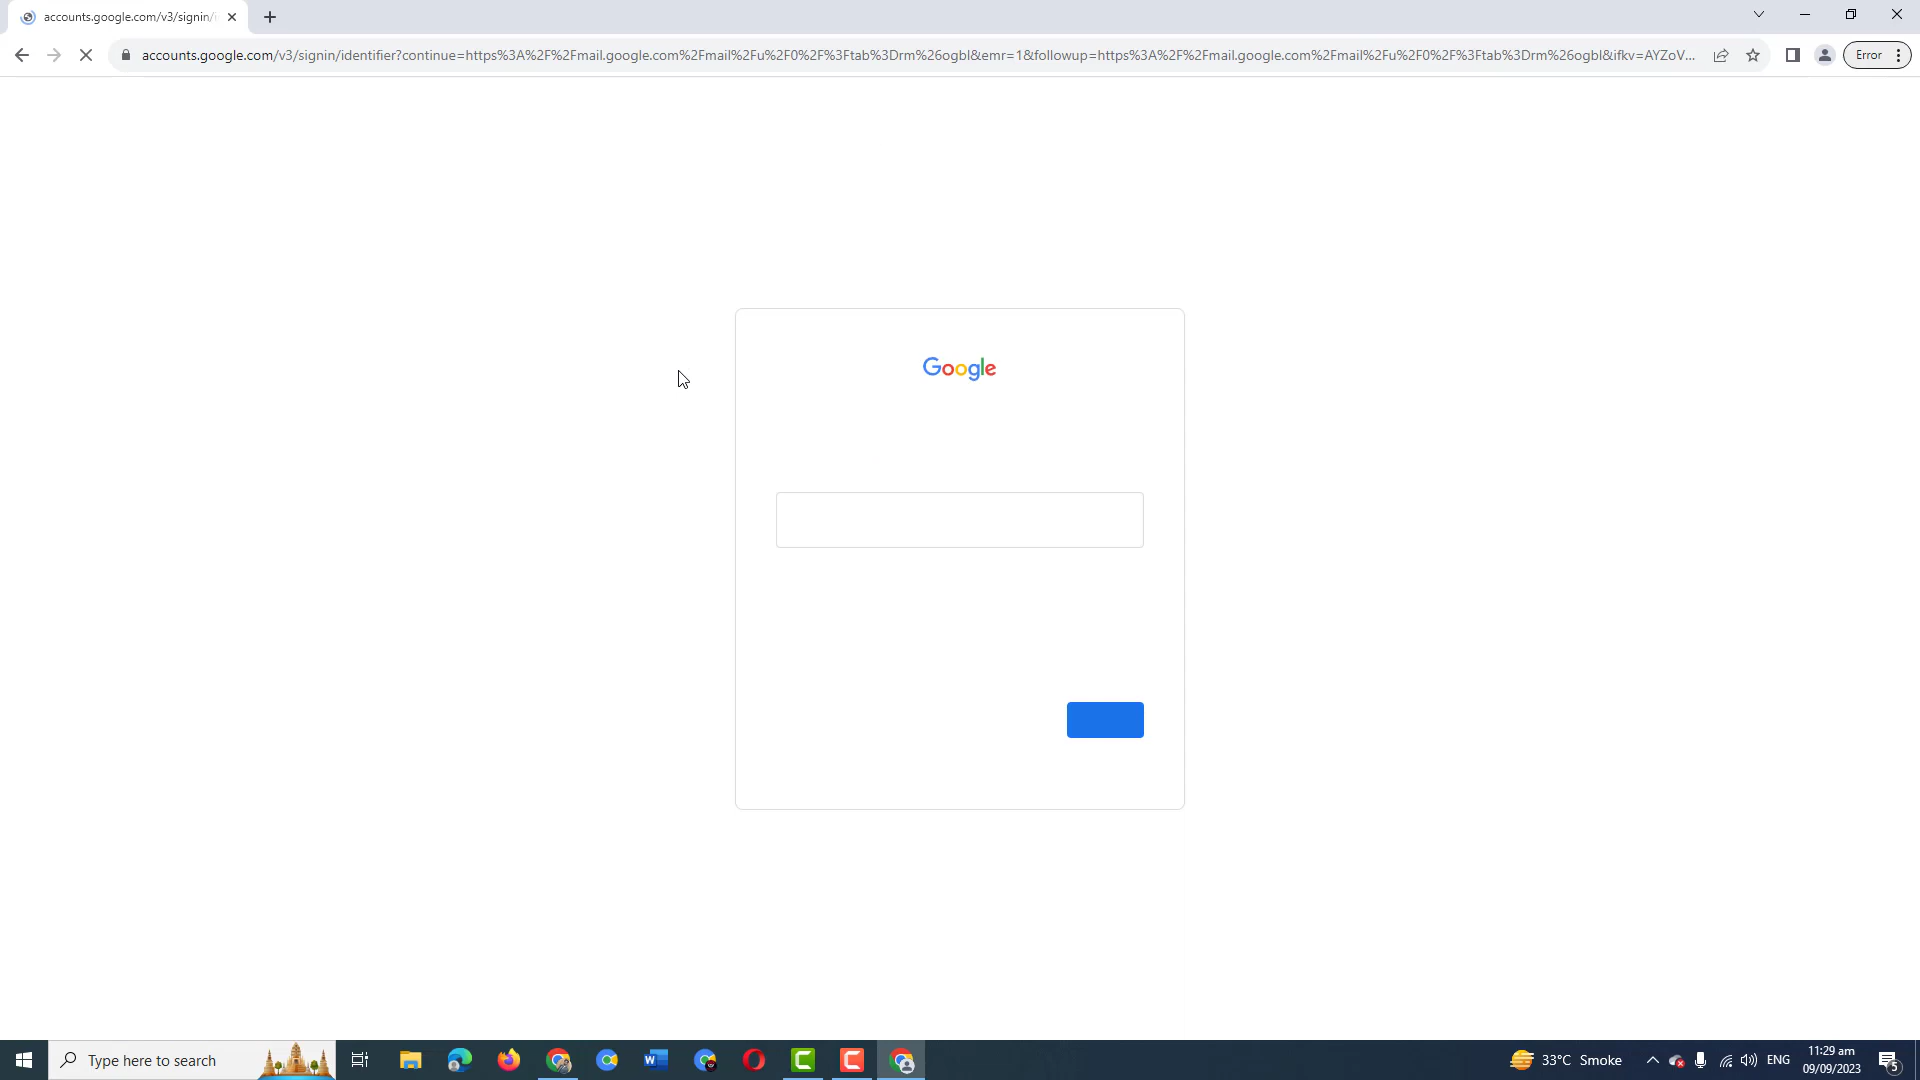 accounts.google.com/v3/signin/i
accounts.google.com/v3/signin/identifier?continue=https%3A%2F%2Fmail.google.com%2Fmail%2Fu%2F0%2F%3Ftab%3Drm%26ogbl&emr=1&followup=https%3A%2F%2Fmail.google.com%2Fmail%2Fu%2F0%2F%3Ftab%3Drm%26ogbl&ifkv=AYZoV...
Error
Google
Type here to search
33°C Smoke
ENG
11:29 am
09/09/2023
5